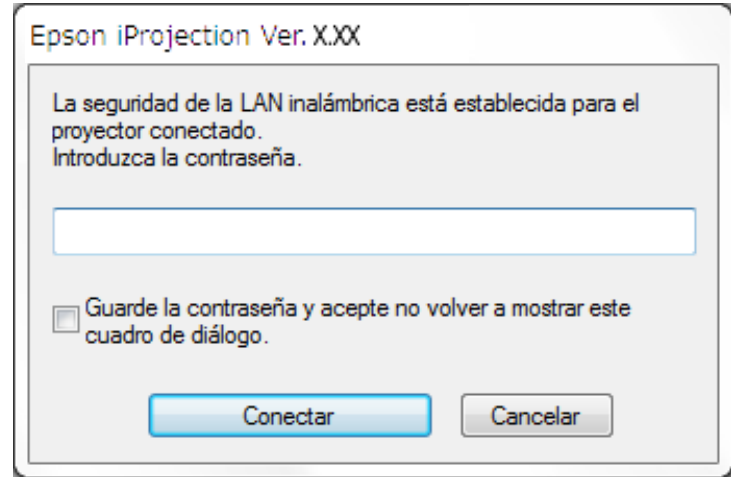 Epson iProjection Ver. X.XX
La seguridad de la LAN inalámbrica está establecida para el
proyector conectado.
Introduzca la contraseña.
Guarde la contraseña y acepte no volver a mostrar este
cuadro de diálogo.
Conectar
Cancelar